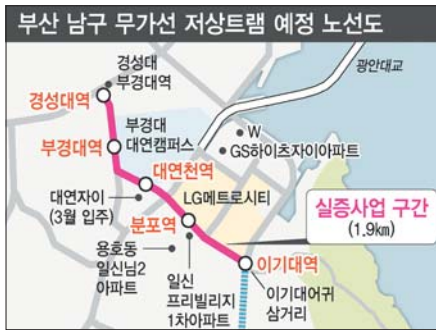 부산 남구 무가선 저상트램 예정 노선도
경성대
부경대역
광안대교
경성대역
부경대
대연캠퍼스
W
GS하이츠자이아파트
부경대역
대연천역
대연자이
(3월 입주)
LG메트로시티
실증사업 구간
(1.9㎞)
분포역
용호동
일신님2
아파트
일신
프리빌리지
1차아파트
이기대역
이기대어귀
삼거리